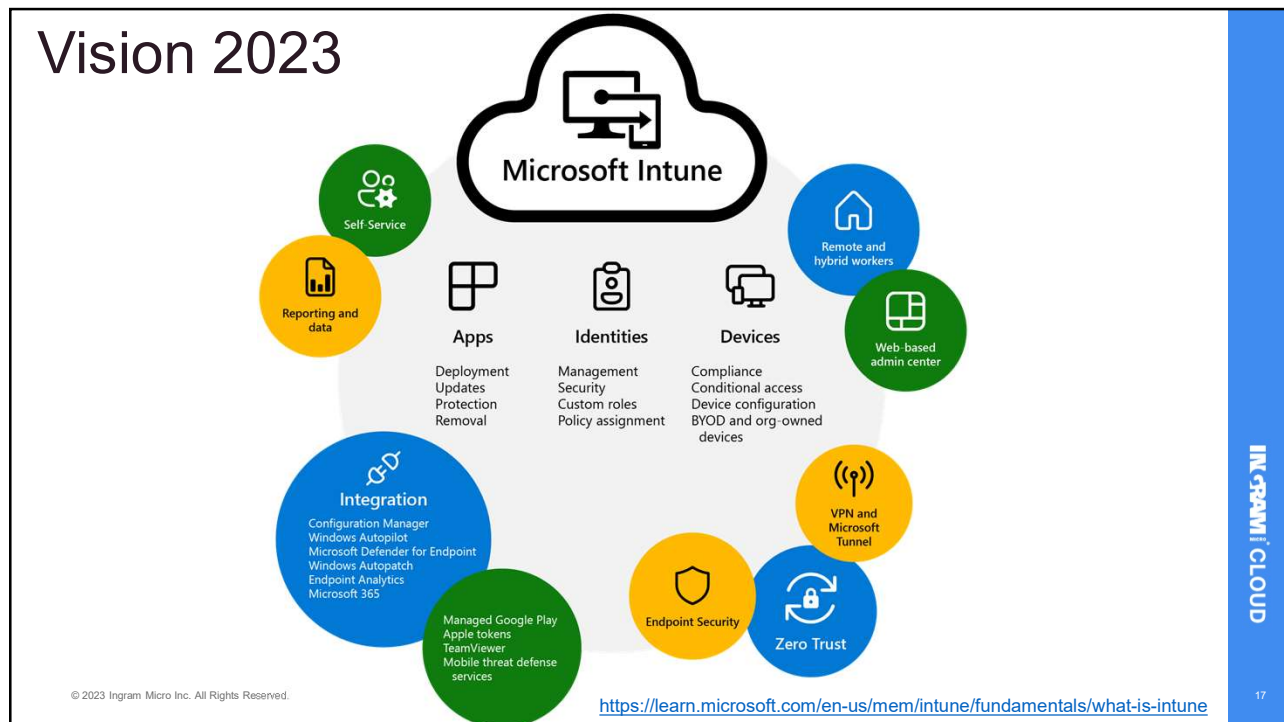 Vision 2023
Microsoft Intune
Self-Service
Reporting and
data
Remote and
hybrid workers
Web-based
admin center
Apps
Deployment
Updates
Protection
Removal
Identities
Management
Security
Custom roles
Policy assignment
Devices
Compliance
Conditional access
Device configuration
BYOD and org-owned
devices
Integration
Configuration Manager
Windows Autopilot
Microsoft Defender for Endpoint
Windows Autopatch
Endpoint Analytics
Microsoft 365
Managed Google Play
Apple tokens
TeamViewer
Mobile threat defense
services
VPN and
Microsoft
Tunnel
Endpoint Security
Zero Trust
INGRAM MICRO CLOUD
© 2023 Ingram Micro Inc. All Rights Reserved.
https://learn.microsoft.com/en-us/mem/intune/fundamentals/what-is-intune
17